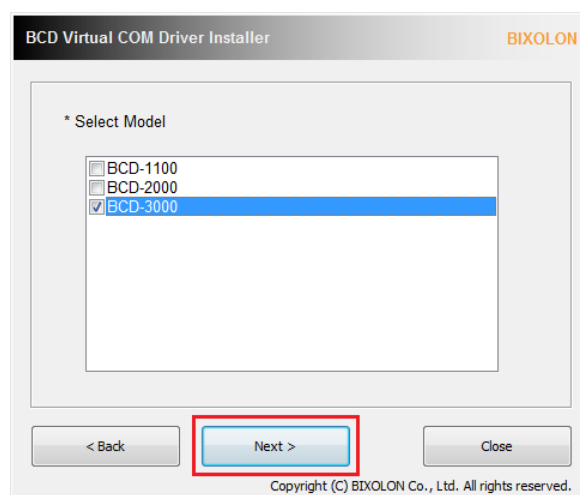 BCD Virtual COM Driver Installer BIXOLON
* Select Model
BCD-1100
BCD-2000
BCD-3000
< Back Next > Close
Copyright (C) BIXOLON Co., Ltd. All rights reserved.